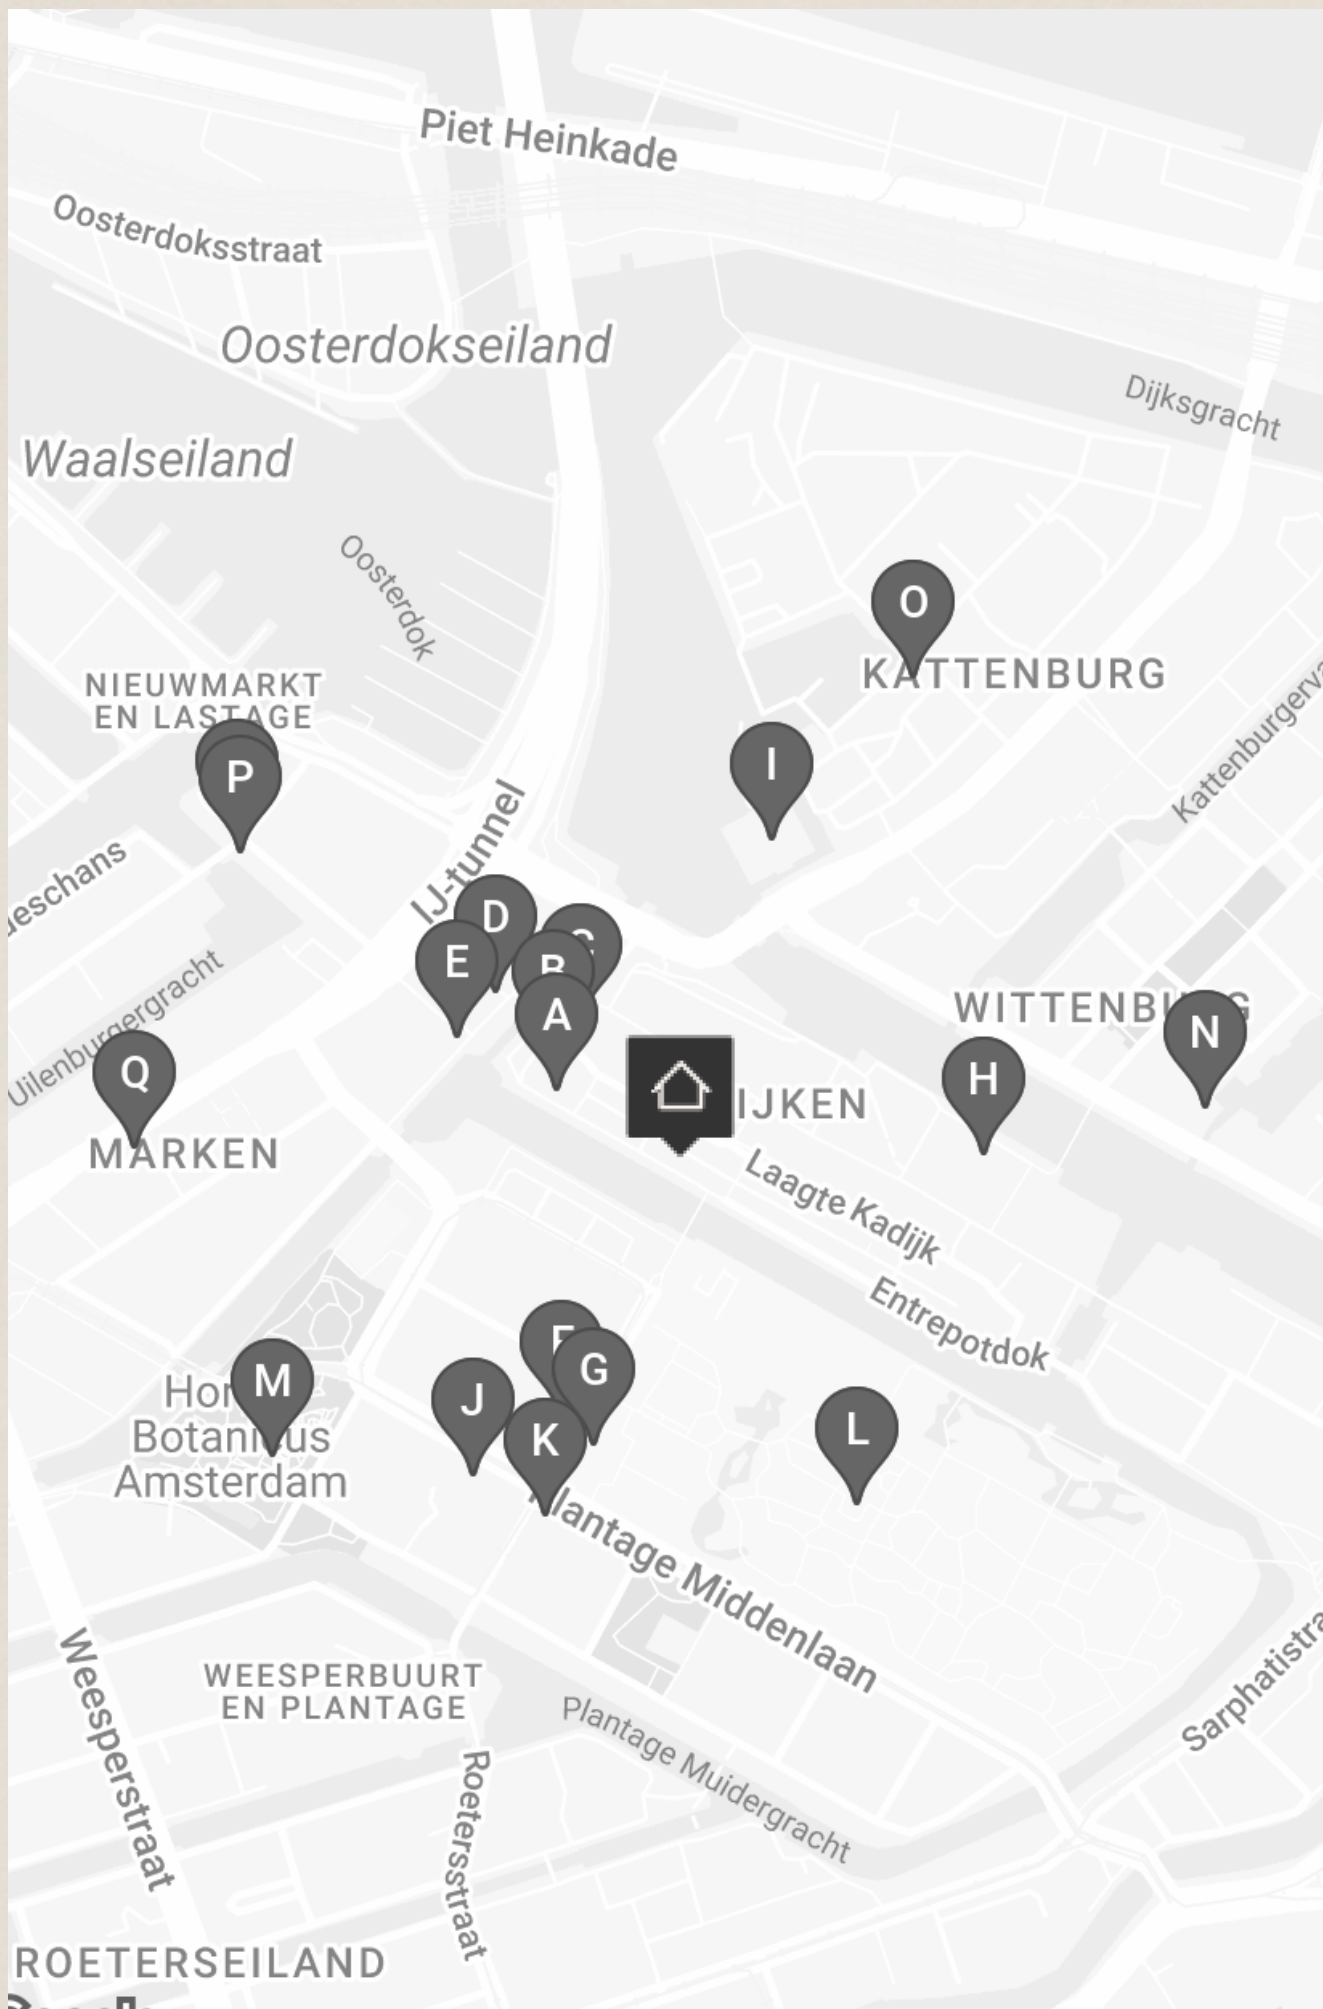 Piet Heinkade
Oosterdoksstraat
Oosterdokseiland
Dijksgracht
Waalseiland
Oosterdok
O
KATTENBURG
NIEUWMARKT
EN LASTAGE
I
P
IJ-tunnel
D
E
B
A
Uilenburgergracht
WITTENB
N
Q
H
MARKEN
IJKEN
Laagte Kadijk
Entrepotdok
G
M
J
K
L
Botanicus
Amsterdam
Plantage Middenlaan
WEESPERBUURT
EN PLANTAGE
Plantage Muidergracht
Weesperstraat
Roetersstraat
ROETERSEILAND